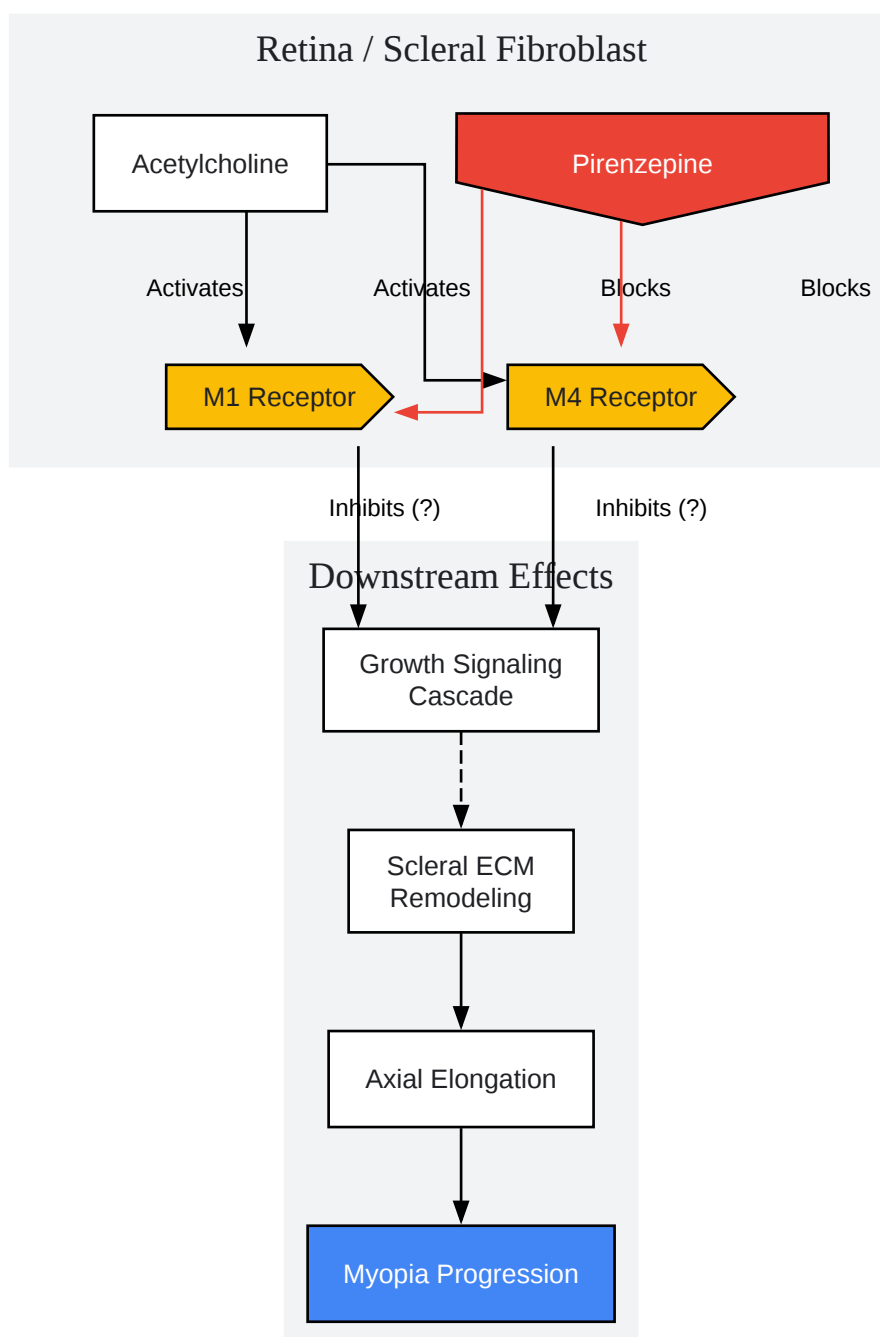 Retina / Scleral Fibroblast
Acetylcholine
Pirenzepine
Activates
Activates
Blocks
Blocks
M1 Receptor
M4 Receptor
Inhibits (?)
Inhibits (?)
Downstream Effects
Growth Signaling
Cascade
Scleral ECM
Remodeling
Axial Elongation
Myopia Progression